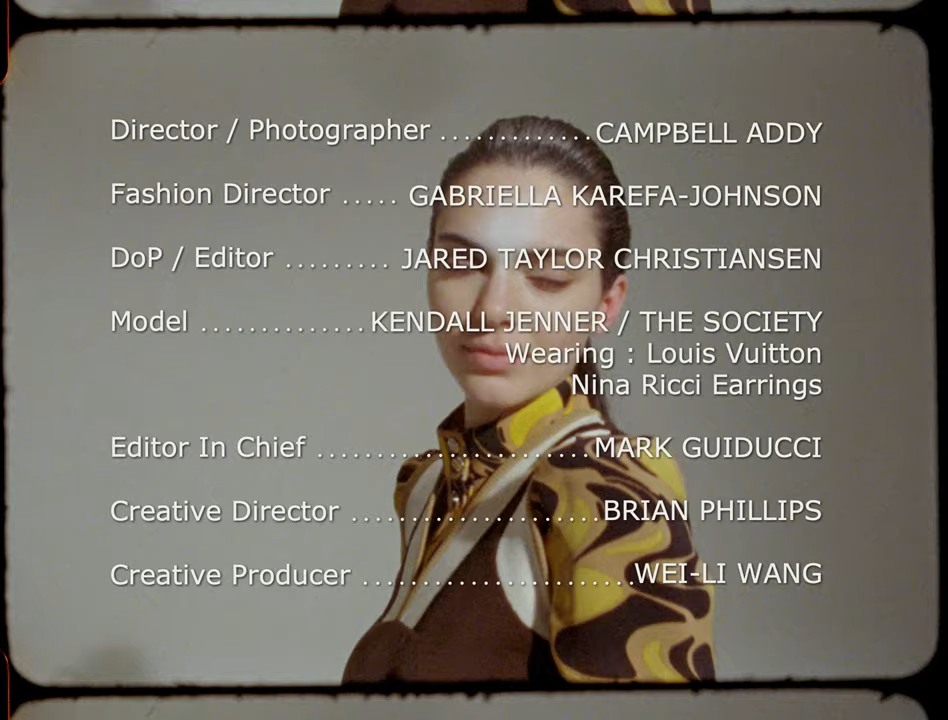 Director / Photographer .............CAMPBELL ADDY
Fashion Director ..... GABRIELLA KAREFA-JOHNSON
DoP / Editor ......... JARED TAYLOR CHRISTIANSEN
Model ..............KENDALL JENNER / THE SOCIETY
Wearing : Louis Vuitton
Nina Ricci Earrings
Editor In Chief .......................MARK GUIDUCCI
Creative Director .....................BRIAN PHILLIPS
Creative Producer .......................WEI-LI WANG